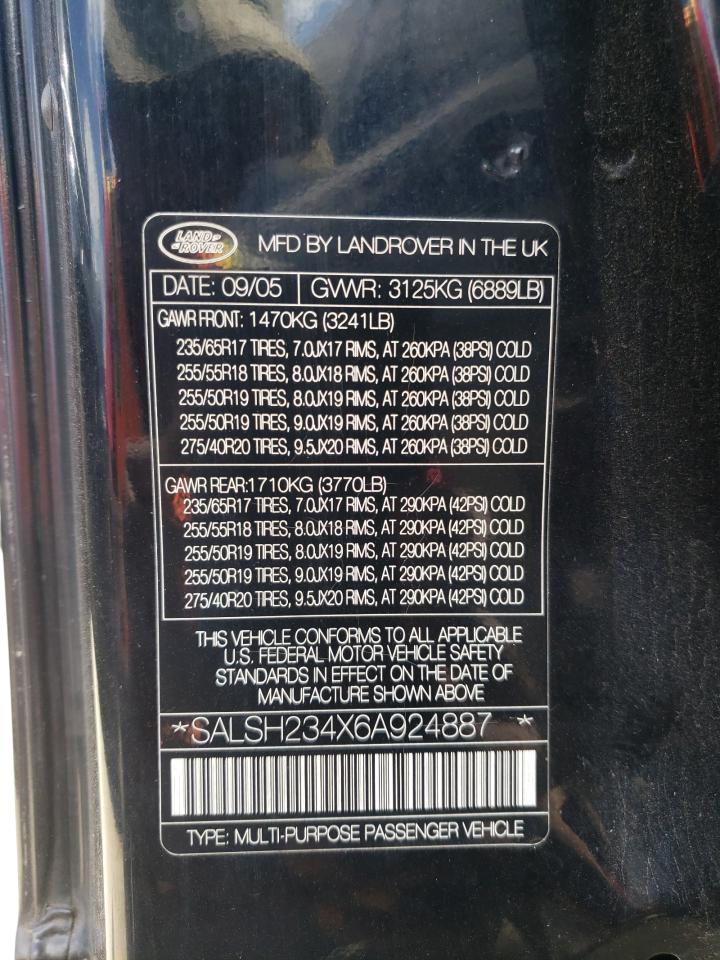 LAND-
ROVER
MFD BY LANDROVER IN THE UK
DATE: 09/05 GVWR: 3125KG (6889LB)
GAWR FRONT: 1470KG (3241LB)
235/65R17 TIRES, 7.0JX17 RIMS, AT 260KPA (38PSI) COLD
255/55R18 TIRES, 8.0JX18 RIMS, AT 260KPA (38PSI) COLD
255/50R19 TIRES, 8.0JX19 RIMS, AT 260KPA (38PSI) COLD
255/50R19 TIRES, 9.0JX19 RIMS, AT 260KPA (38PSI) COLD
275/40R20 TIRES, 9.5JX20 RIMS, AT 260KPA (38PSI) COLD
GAWR REAR:1710KG (3770LB)
235/65R17 TIRES, 7.0JX17 RIMS, AT 290KPA (42PSI) COLD
255/55R18 TIRES, 8.0JX18 RIMS, AT 290KPA (42PSI) COLD
255/50R19 TIRES, 8.0JX19 RIMS, AT 290KPA (42PSI) COLD
255/50R19 TIRES, 9.0JX19 RIMS, AT 290KPA (42PSI) COLD
275/40R20 TIRES, 9.5JX20 RIMS, AT 290KPA (42PSI) COLD
THIS VEHICLE CONFORMS TO ALL APPLICABLE
U.S. FEDERAL MOTOR VEHICLE SAFETY
STANDARDS IN EFFECT ON THE DATE OF
MANUFACTURE SHOWN ABOVE
*SALSH234X6A924887 *
TYPE: MULTI-PURPOSE PASSENGER VEHICLE